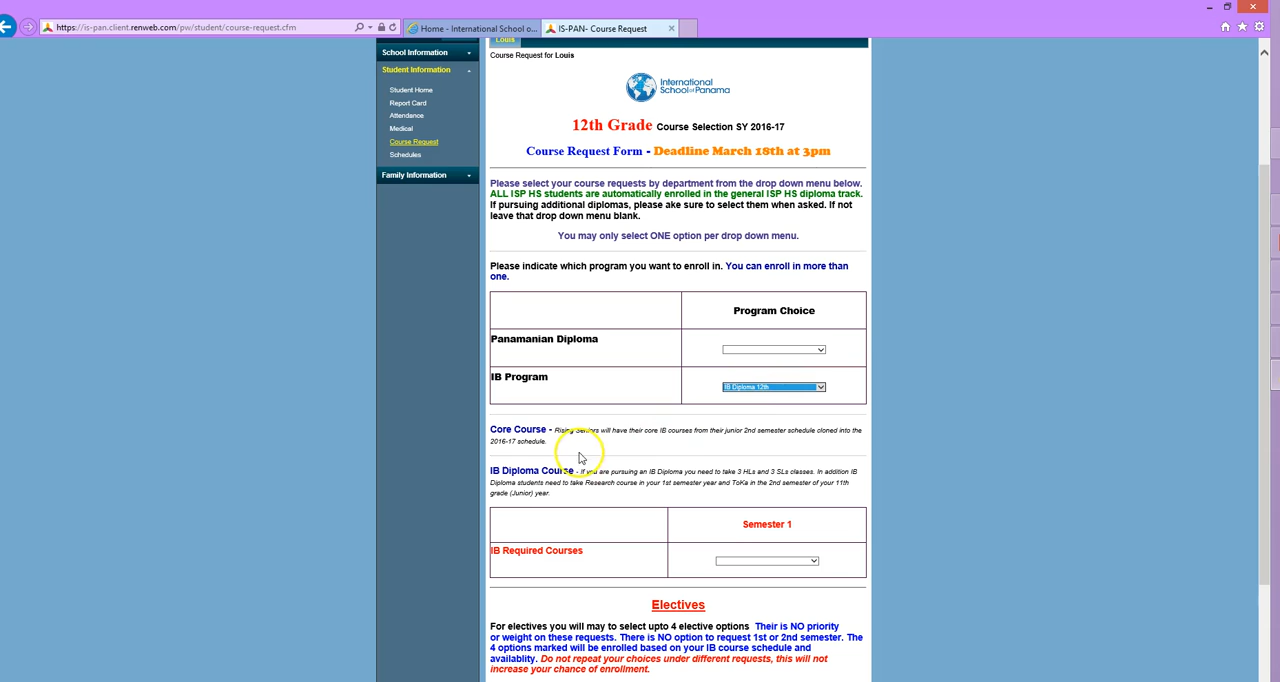 https://is-pan.client.renweb.com/pw/student/course-request.cfm
Home - International School o...
IS-PAN- Course Request
School Information
Student Information
Student Home
Report Card
Attendance
Medical
Course Request
Schedules
Family Information
Louis
Course Request for Louis
International
School of Panama
12th Grade Course Selection SY 2016-17
Course Request Form - Deadline March 18th at 3pm
Please select your course requests by department from the drop down menu below.
ALL ISP HS students are automatically enrolled in the general ISP HS diploma track.
If pursuing additional diplomas, please ake sure to select them when asked. If not
leave that drop down menu blank.
You may only select ONE option per drop down menu.
Please indicate which program you want to enroll in. You can enroll in more than
one.
Program Choice
Panamanian Diploma
IB Program
IB Diploma 12th
Core Course - Rising Seniors will have their core IB courses from their junior 2nd semester schedule cloned into the
2016-17 schedule.
IB Diploma Course - If you are pursuing an IB Diploma you need to take 3 HLs and 3 SLs classes. In addition IB
Diploma students need to take Research course in your 1st semester year and ToKa in the 2nd semester of your 11th
grade (Junior) year.
Semester 1
IB Required Courses
Electives
For electives you will may to select upto 4 elective options Their is NO priority
or weight on these requests. There is NO option to request 1st or 2nd semester. The
4 options marked will be enrolled based on your IB course schedule and
availablity. Do not repeat your choices under different requests, this will not
increase your chance of enrollment.